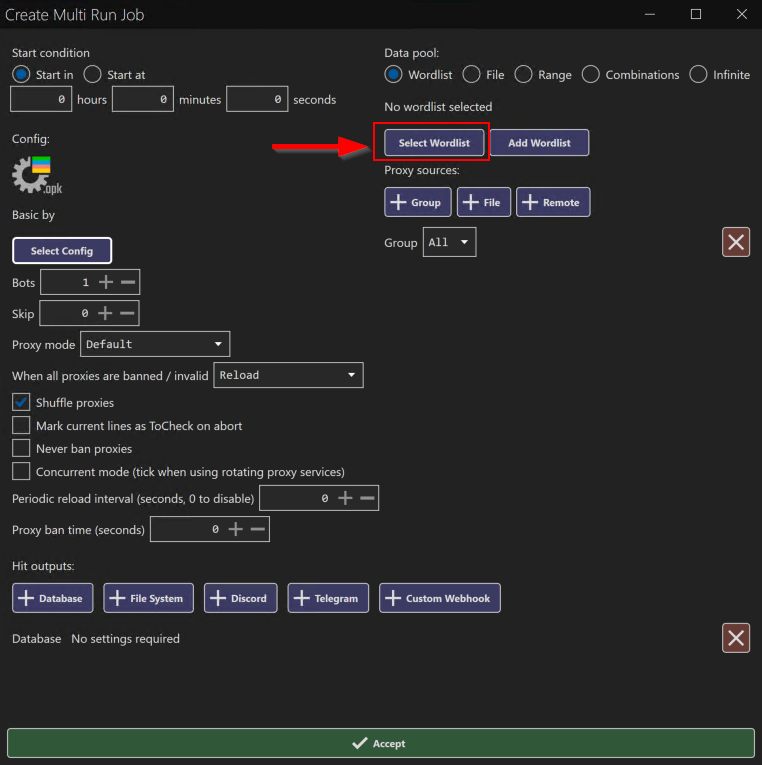 Create Multi Run Job
Start condition
Start in Start at
0 hours 0 minutes 0 seconds
Config:
.apk
Basic by
Select Config
Bots 1
Skip 0
Proxy mode Default
When all proxies are banned / invalid Reload
Shuffle proxies
Mark current lines as ToCheck on abort
Never ban proxies
Concurrent mode (tick when using rotating proxy services)
Periodic reload interval (seconds, 0 to disable) 0
Proxy ban time (seconds) 0
Data pool:
Wordlist File Range Combinations Infinite
No wordlist selected
Select Wordlist Add Wordlist
Proxy sources:
Group File Remote
Group All
Hit outputs:
Database File System Discord Telegram Custom Webhook
Database No settings required
Accept